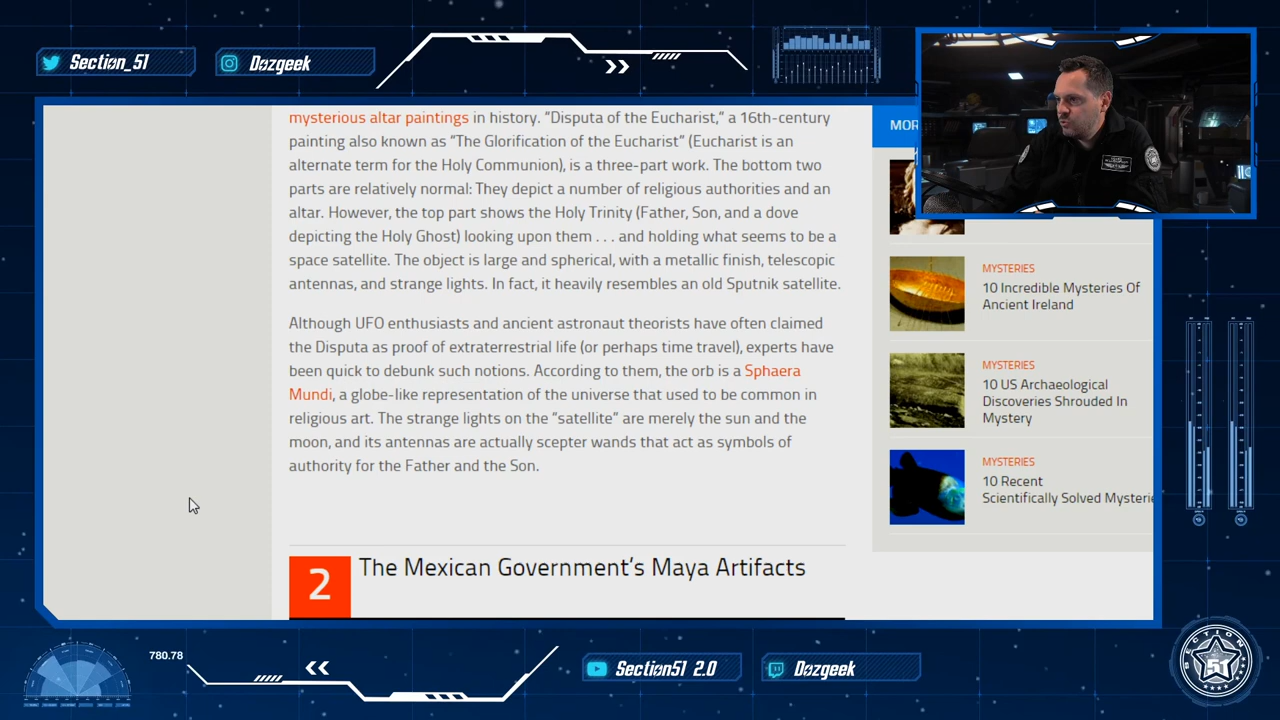 Section_51
Dazgeek
mysterious altar paintings in history. “Disputa of the Eucharist,” a 16th-century
painting also known as “The Glorification of the Eucharist” (Eucharist is an
alternate term for the Holy Communion), is a three-part work. The bottom two
parts are relatively normal: They depict a number of religious authorities and an
altar. However, the top part shows the Holy Trinity (Father, Son, and a dove
depicting the Holy Ghost) looking upon them . . . and holding what seems to be a
space satellite. The object is large and spherical, with a metallic finish, telescopic
antennas, and strange lights. In fact, it heavily resembles an old Sputnik satellite.
Although UFO enthusiasts and ancient astronaut theorists have often claimed
the Disputa as proof of extraterrestrial life (or perhaps time travel), experts have
been quick to debunk such notions. According to them, the orb is a Sphaera
Mundi, a globe-like representation of the universe that used to be common in
religious art. The strange lights on the “satellite” are merely the sun and the
moon, and its antennas are actually scepter wands that act as symbols of
authority for the Father and the Son.
2
The Mexican Government’s Maya Artifacts
MOR
MYSTERIES
10 Incredible Mysteries Of
Ancient Ireland
MYSTERIES
10 US Archaeological
Discoveries Shrouded In
Mystery
MYSTERIES
10 Recent
Scientifically Solved Mysterie
780.78
Section51 2.0
Dazgeek
SECTION
51